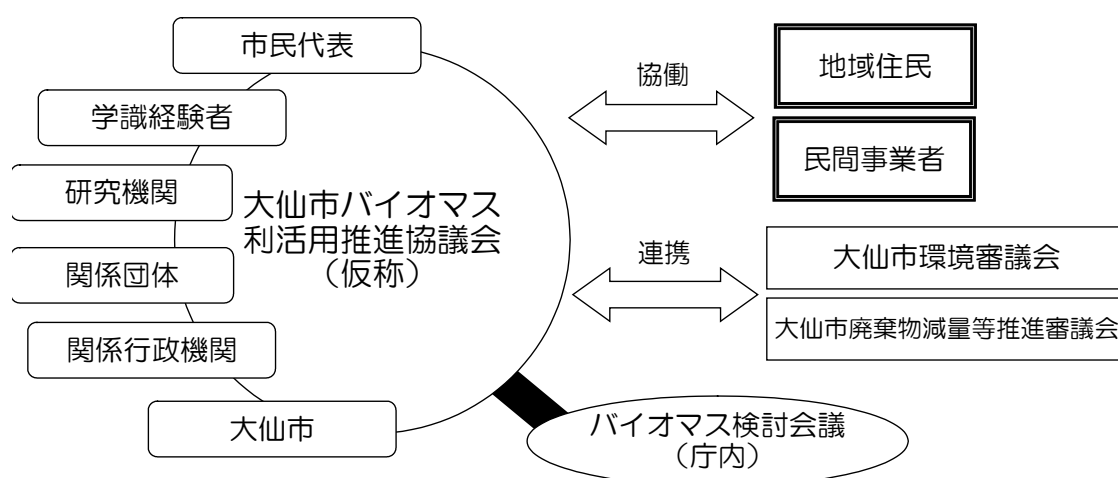 市民代表
学識経験者
研究機関
関係団体
関係行政機関
大仙市
大仙市バイオマス
利活用推進協議会
（仮称）
協働
地域住民
民間事業者
連携
大仙市環境審議会
大仙市廃棄物減量等推進審議会
バイオマス検討会議
（庁内）